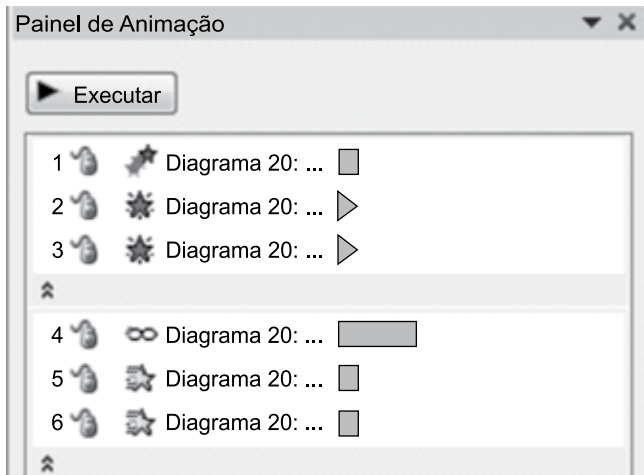 Painel de Animação
Executar
1 Diagrama 20: ...
2 Diagrama 20: ...
3 Diagrama 20: ...
4 Diagrama 20: ...
5 Diagrama 20: ...
6 Diagrama 20: ...